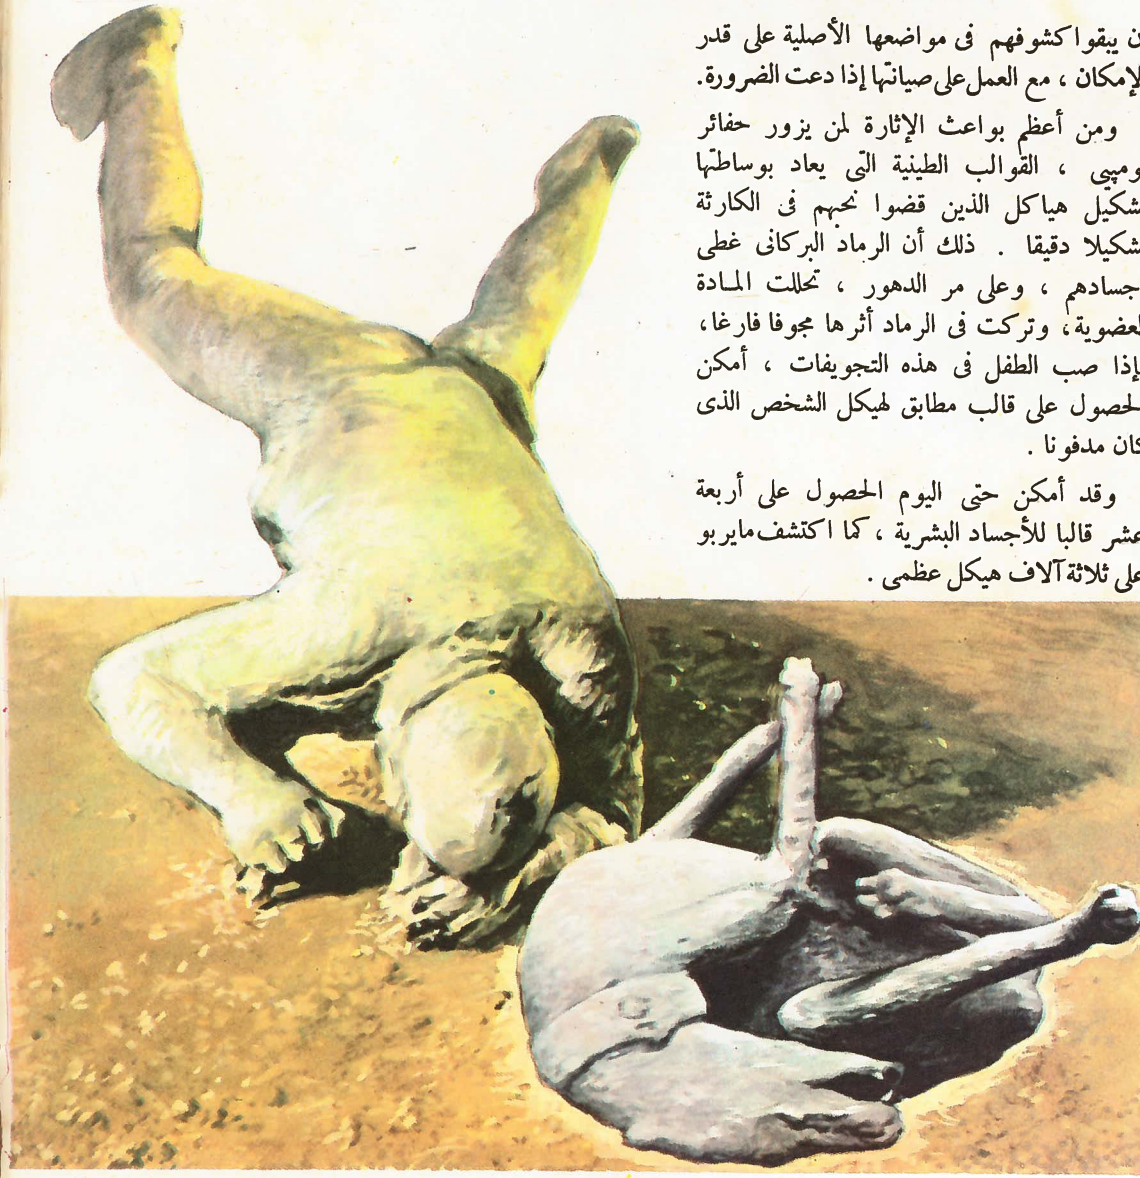 ن يبقوا كشوفهم فى مواضعها الأصلية على قدر
لإمكان ، مع العمل على صيانتها إذا دعت الضرورة.
ومن أعظم بواعث الإثارة لمن يزور حفائر
ومپيى ، القوالب الطينية التى يعاد بوساطتها
شكيل هياكل الذين قضوا نحبهم فى الكارثة
شكيلا دقيقا . ذلك أن الرماد البركانى غطى
جسادهم ، وعلى مر الدهور ، تحللت المادة
لعضوية ، وتركت فى الرماد أثرها مجوفا فارغا ،
إذا صب الطفل فى هذه التجويفات ، أمكن
لحصول على قالب مطابق لهيكل الشخص الذى
كان مدفونا .
وقد أمكن حتى اليوم الحصول على أربعة
عشر قالبا للأجساد البشرية ، كما اكتشف مايربو
على ثلاثة آلاف هيكل عظمى .